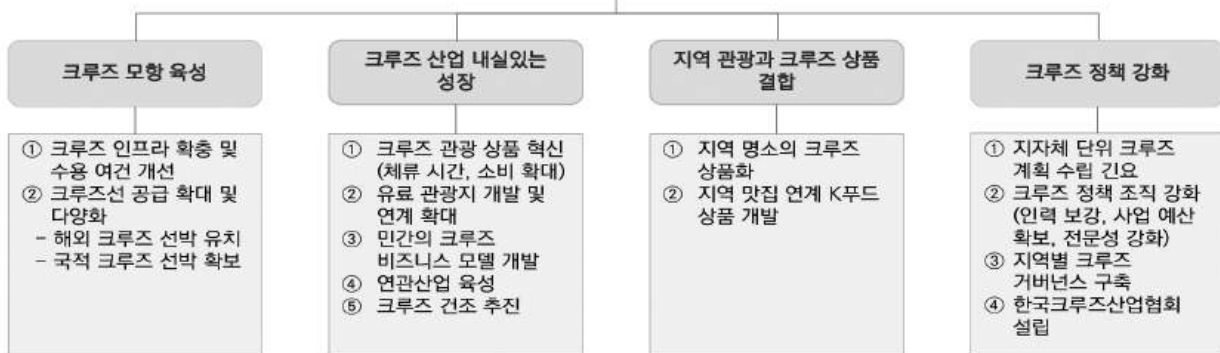 크루즈 모항 육성
① 크루즈 인프라 확충 및
수용 여건 개선
② 크루즈선 공급 확대 및
다양화
– 해외 크루즈 선박 유치
– 국적 크루즈 선박 확보
크루즈 산업 내실있는
성장
① 크루즈 관광 상품 혁신
(체류 시간, 소비 확대)
② 유료 관광지 개발 및
연계 확대
③ 민간의 크루즈
비즈니스 모델 개발
④ 연관산업 육성
⑤ 크루즈 건조 추진
지역 관광과 크루즈 상품
결합
① 지역 명소의 크루즈
상품화
② 지역 맛집 연계 K푸드
상품 개발
크루즈 정책 강화
① 지자체 단위 크루즈
계획 수립 긴요
② 크루즈 정책 조직 강화
(인력 보강, 사업 예산
확보, 전문성 강화)
③ 지역별 크루즈
거버넌스 구축
④ 한국크루즈산업협회
설립